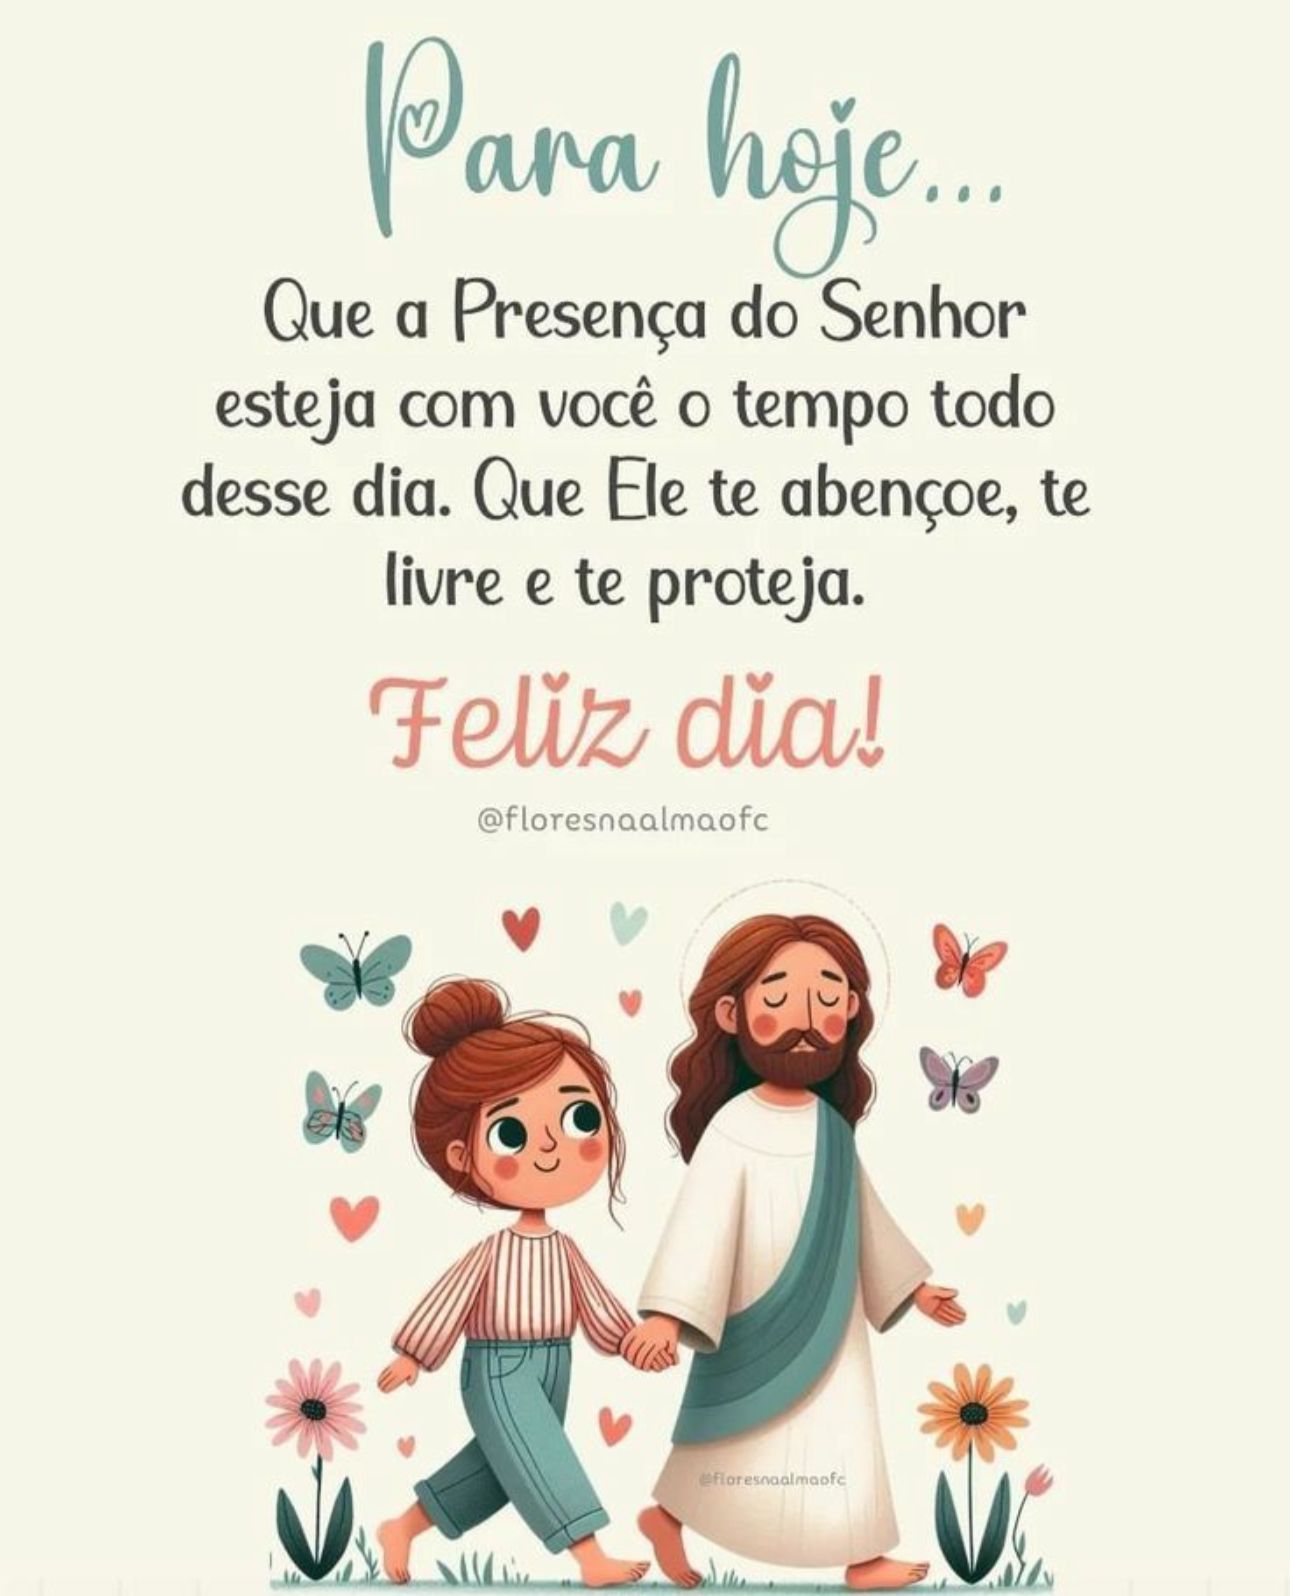 Para hoje...
Que a Presença do Senhor
esteja com você o tempo todo
desse dia. Que Ele te abençoe, te
livre e te proteja.
Feliz dia!
@floresnaalmaofc
@floresnaalmaofc